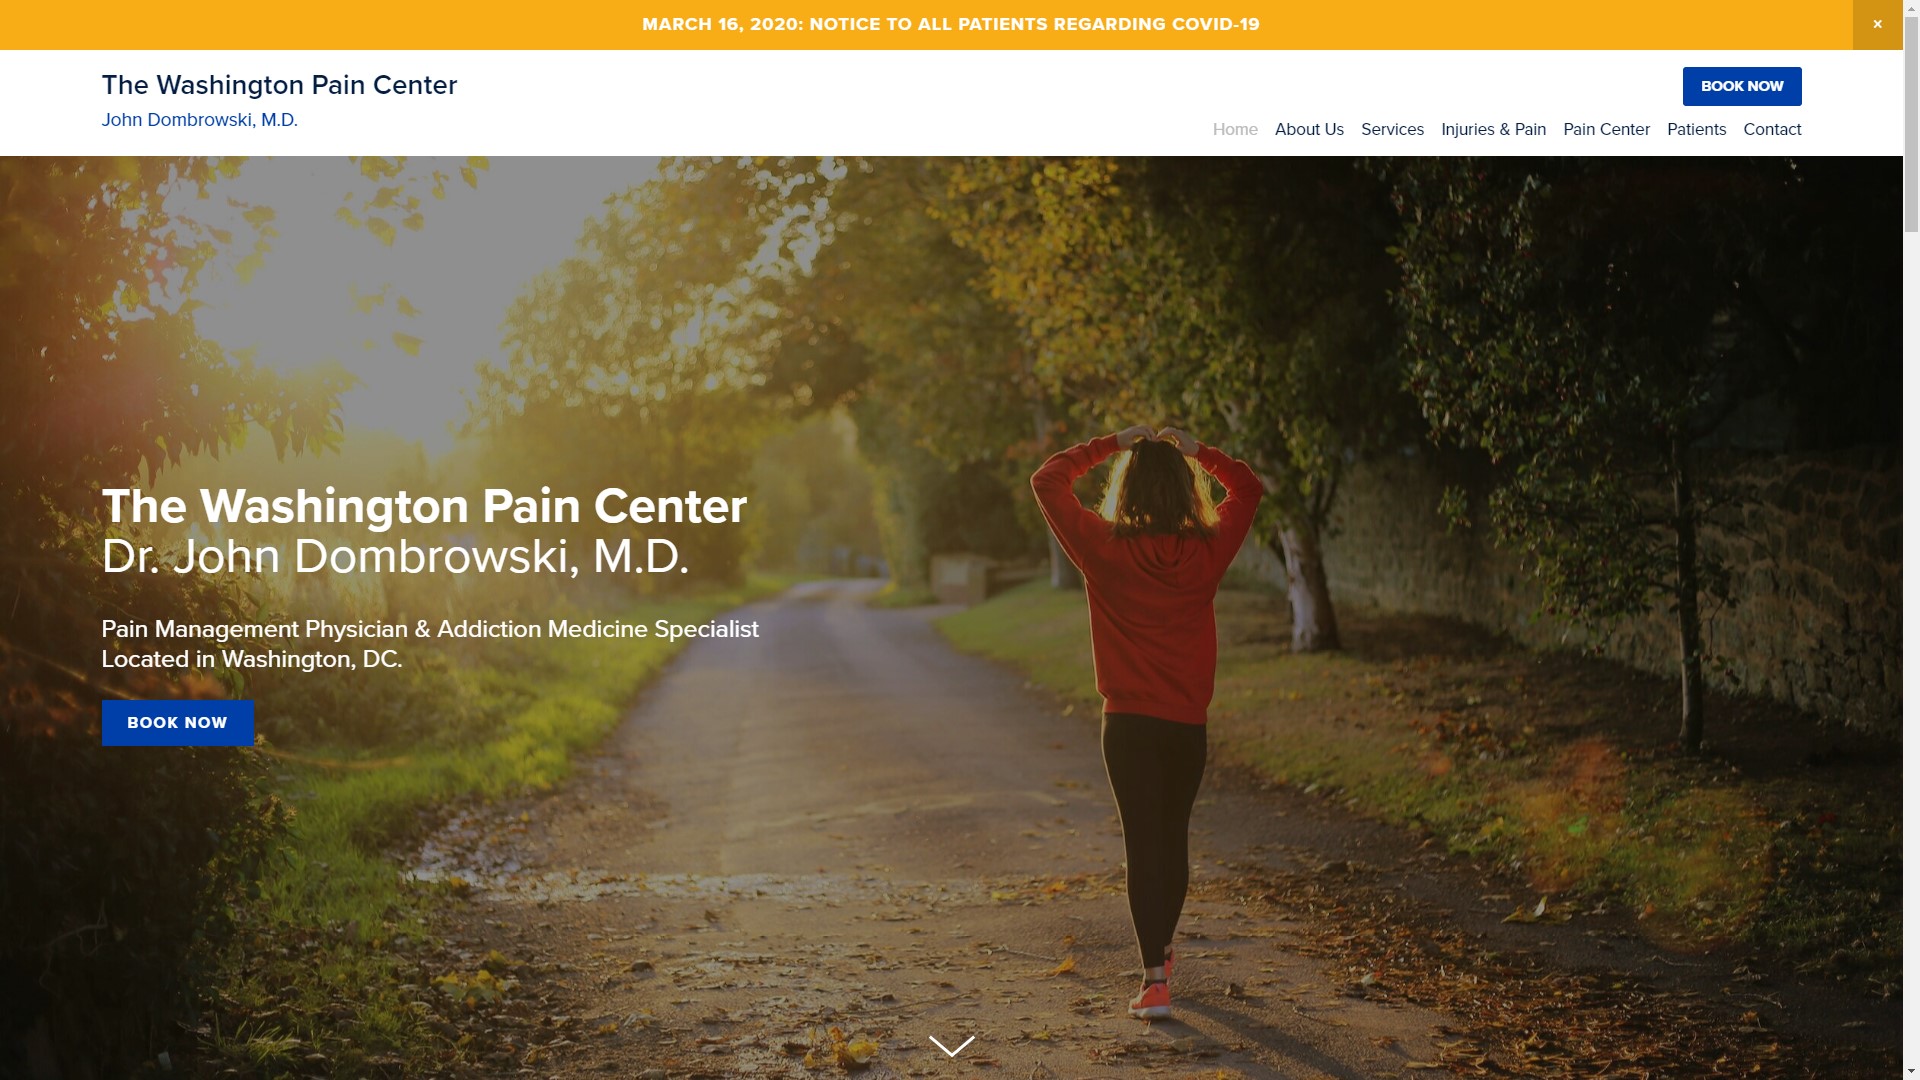 MARCH 16, 2020: NOTICE TO ALL PATIENTS REGARDING COVID-19
×
The Washington Pain Center
John Dombrowski, M.D.
BOOK NOW
Home About Us Services Injuries & Pain Pain Center Patients Contact
The Washington Pain Center
Dr. John Dombrowski, M.D.
Pain Management Physician & Addiction Medicine Specialist
Located in Washington, DC.
BOOK NOW